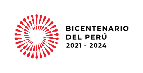 BICENTENARIO
DEL PERÚ
2021 - 2024